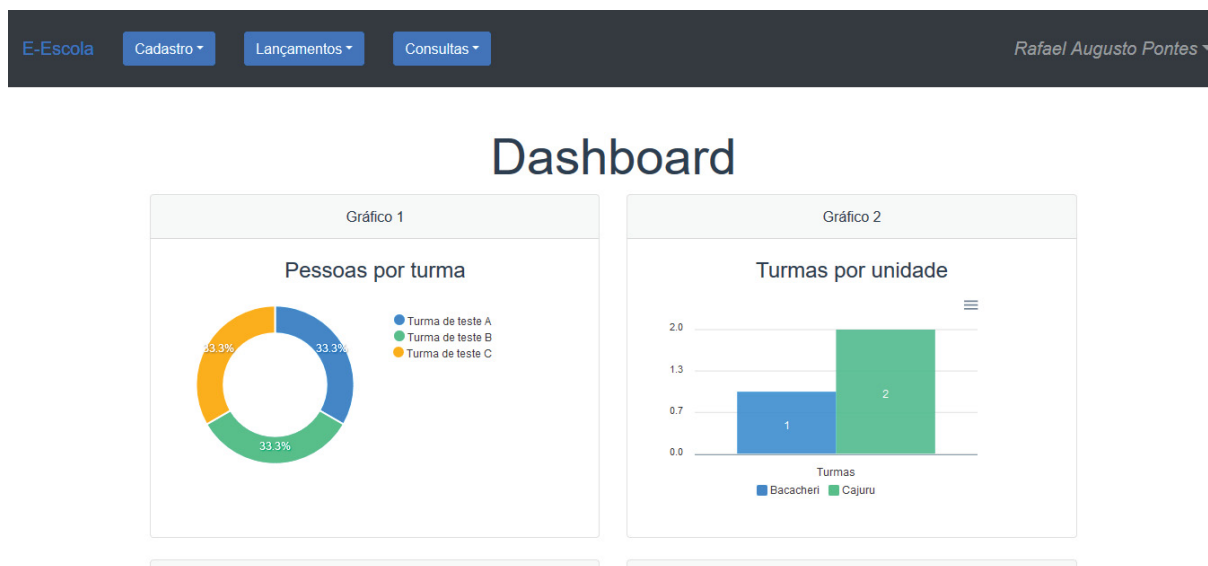 E-Escola Cadastro Lançamentos Consultas Rafael Augusto Pontes
Dashboard
Gráfico 1
Pessoas por turma
33.3%
33.3%
33.3%
Turma de teste A
Turma de teste B
Turma de teste C
Gráfico 2
Turmas por unidade
2.0
1.3
0.7
0.0
1
2
Turmas
Bacacheri Cajuru